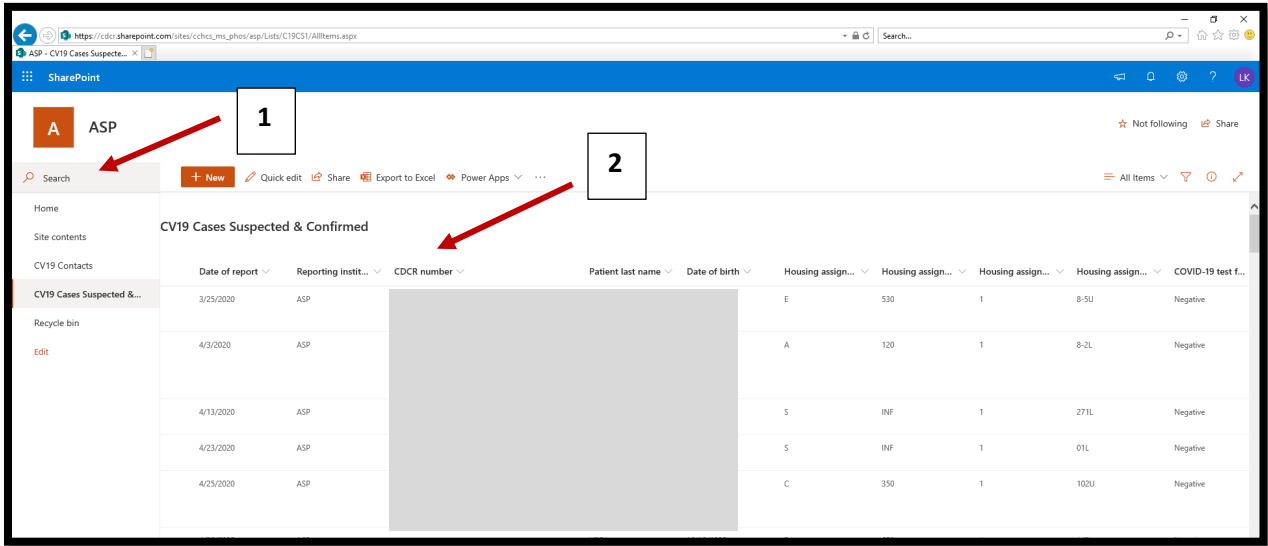 https://cdcr.sharepoint.com/sites/cchcs_ms_phos/asp/Lists/C19CS1/AllItems.aspx
Search...
ASP - CV19 Cases Suspecte...
SharePoint
LK
A ASP
1
Not following Share
2
Search
+ New Quick edit Share Export to Excel Power Apps ...
All Items
Home
Site contents
CV19 Contacts
CV19 Cases Suspected &...
Recycle bin
Edit
CV19 Cases Suspected & Confirmed
Date of report Reporting instit... CDCR number Patient last name Date of birth Housing assign... Housing assign... Housing assign... Housing assign... COVID-19 test f...
3/25/2020 ASP E 530 1 8-5U Negative
4/3/2020 ASP A 120 1 8-2L Negative
4/13/2020 ASP S INF 1 271L Negative
4/23/2020 ASP S INF 1 01L Negative
4/25/2020 ASP C 350 1 102U Negative